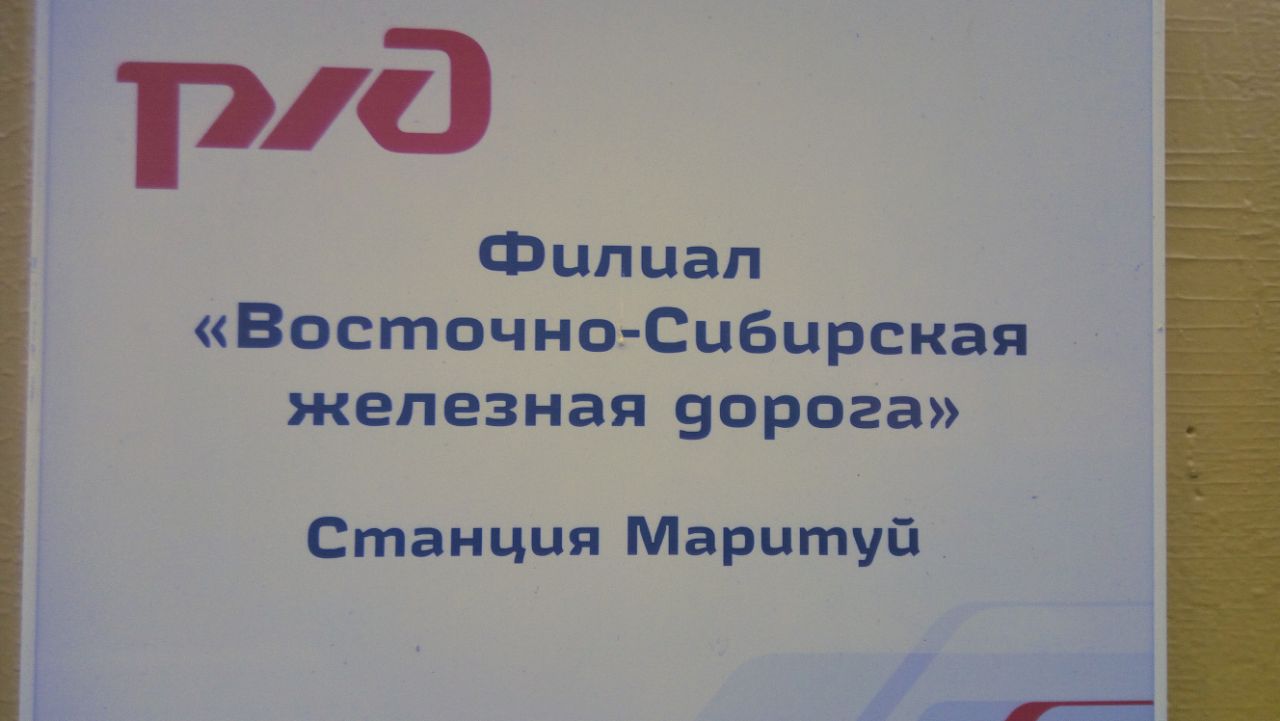 РЖД
Филиал
«Восточно-Сибирская
железная дорога»
Станция Маритуй